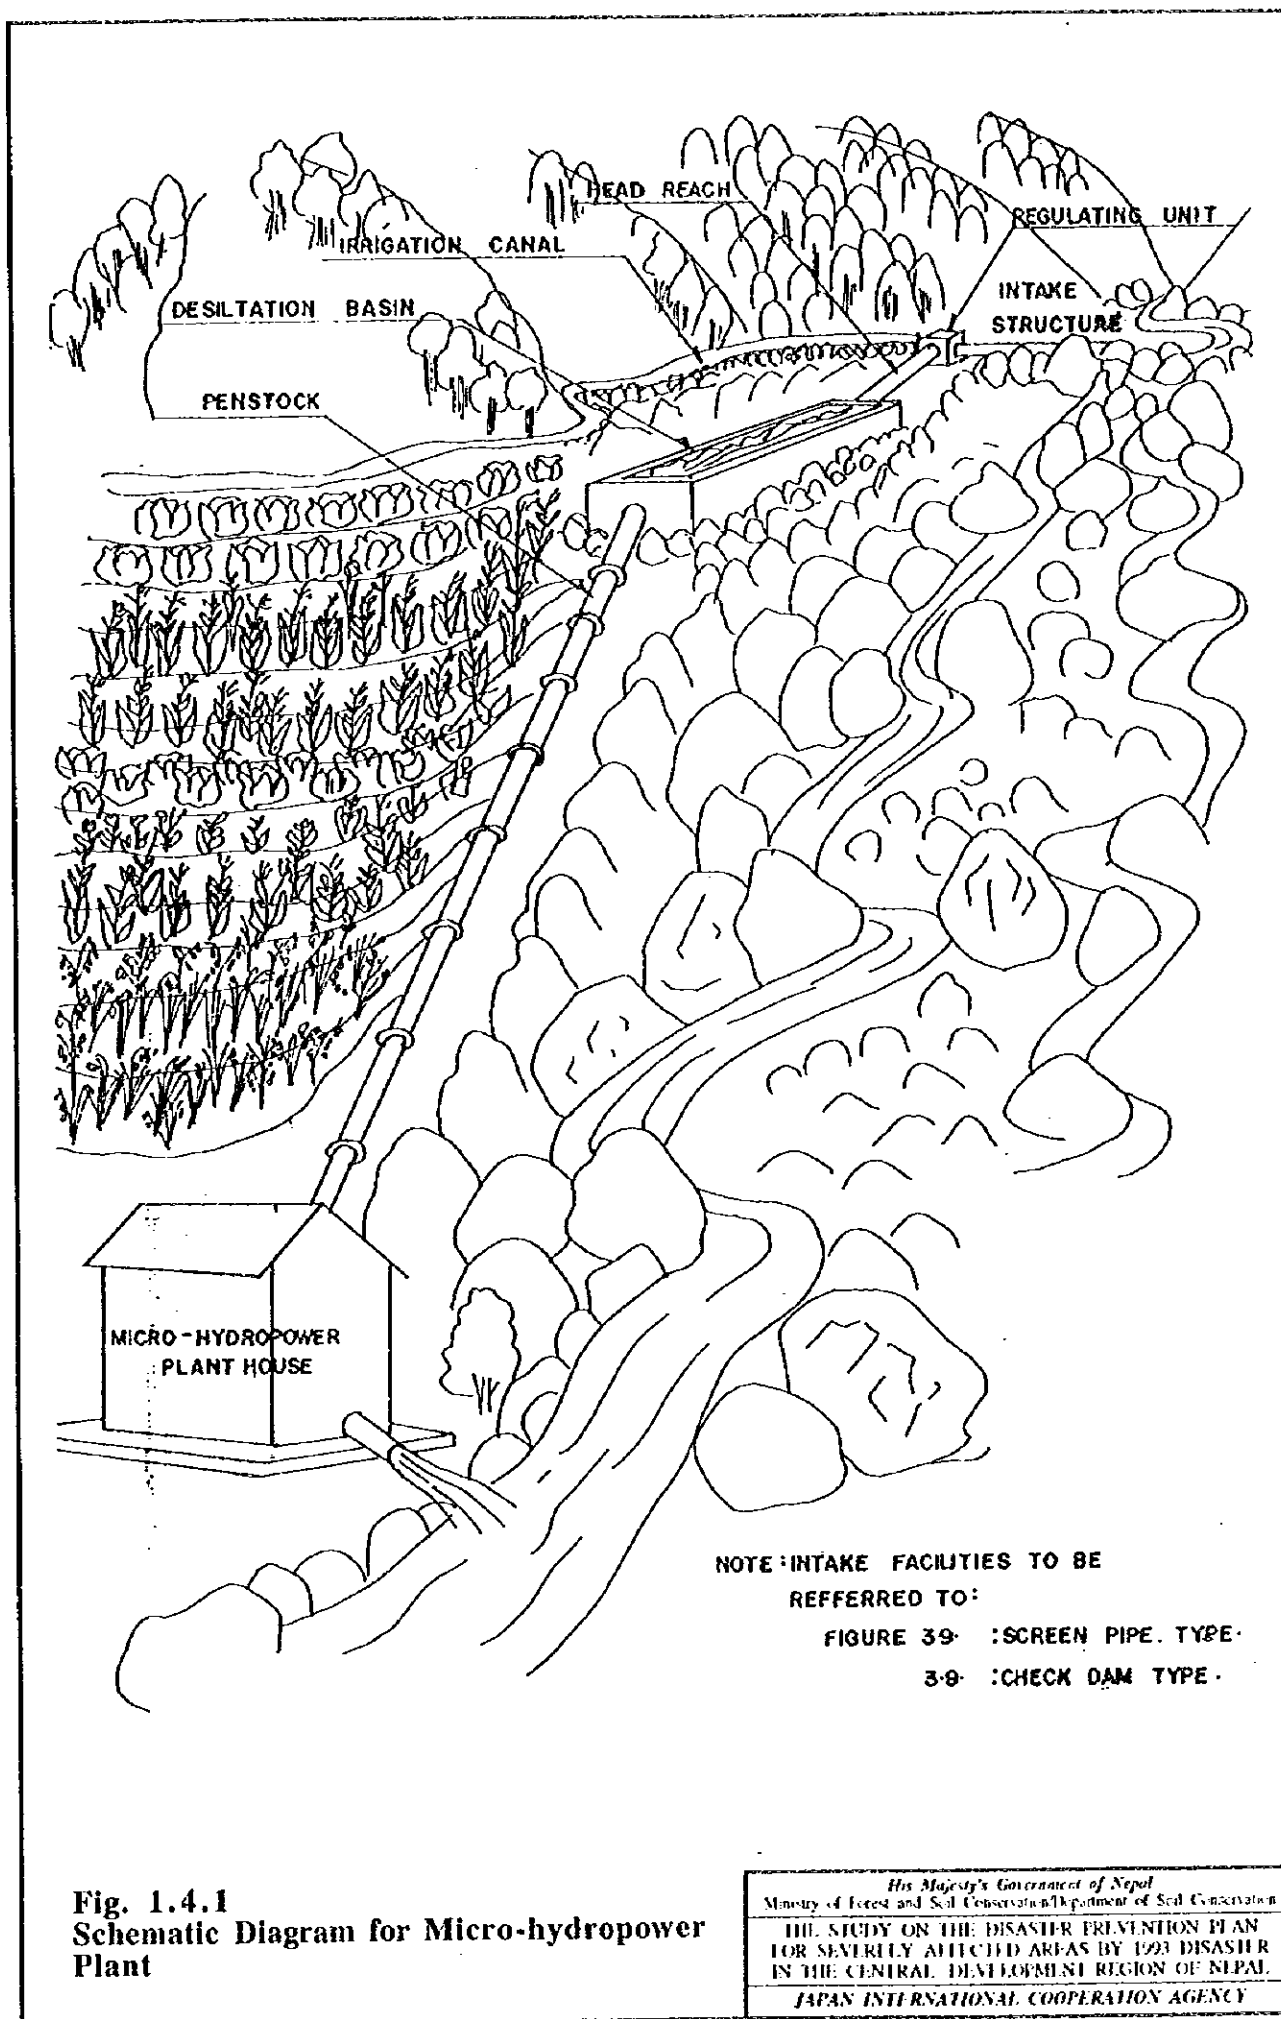 HEAD REACH
REGULATING UNIT
IRRIGATION CANAL
INTAKE
STRUCTURE
DESILTATION BASIN
PENSTOCK
MICRO-HYDROPOWER
PLANT HOUSE
NOTE: INTAKE FACILITIES TO BE
REFFERRED TO:
FIGURE 39. : SCREEN PIPE. TYPE.
3.9. : CHECK DAM TYPE.
Fig. 1.4.1
Schematic Diagram for Micro-hydropower
Plant
His Majesty's Government of Nepal
Ministry of Forest and Soil Conservation/Department of Soil Conservation
THE STUDY ON THE DISASTER PREVENTION PLAN
FOR SEVERELY AFFECTED AREAS BY 1993 DISASTER
IN THE CENTRAL DEVELOPMENT REGION OF NEPAL
JAPAN INTERNATIONAL COOPERATION AGENCY